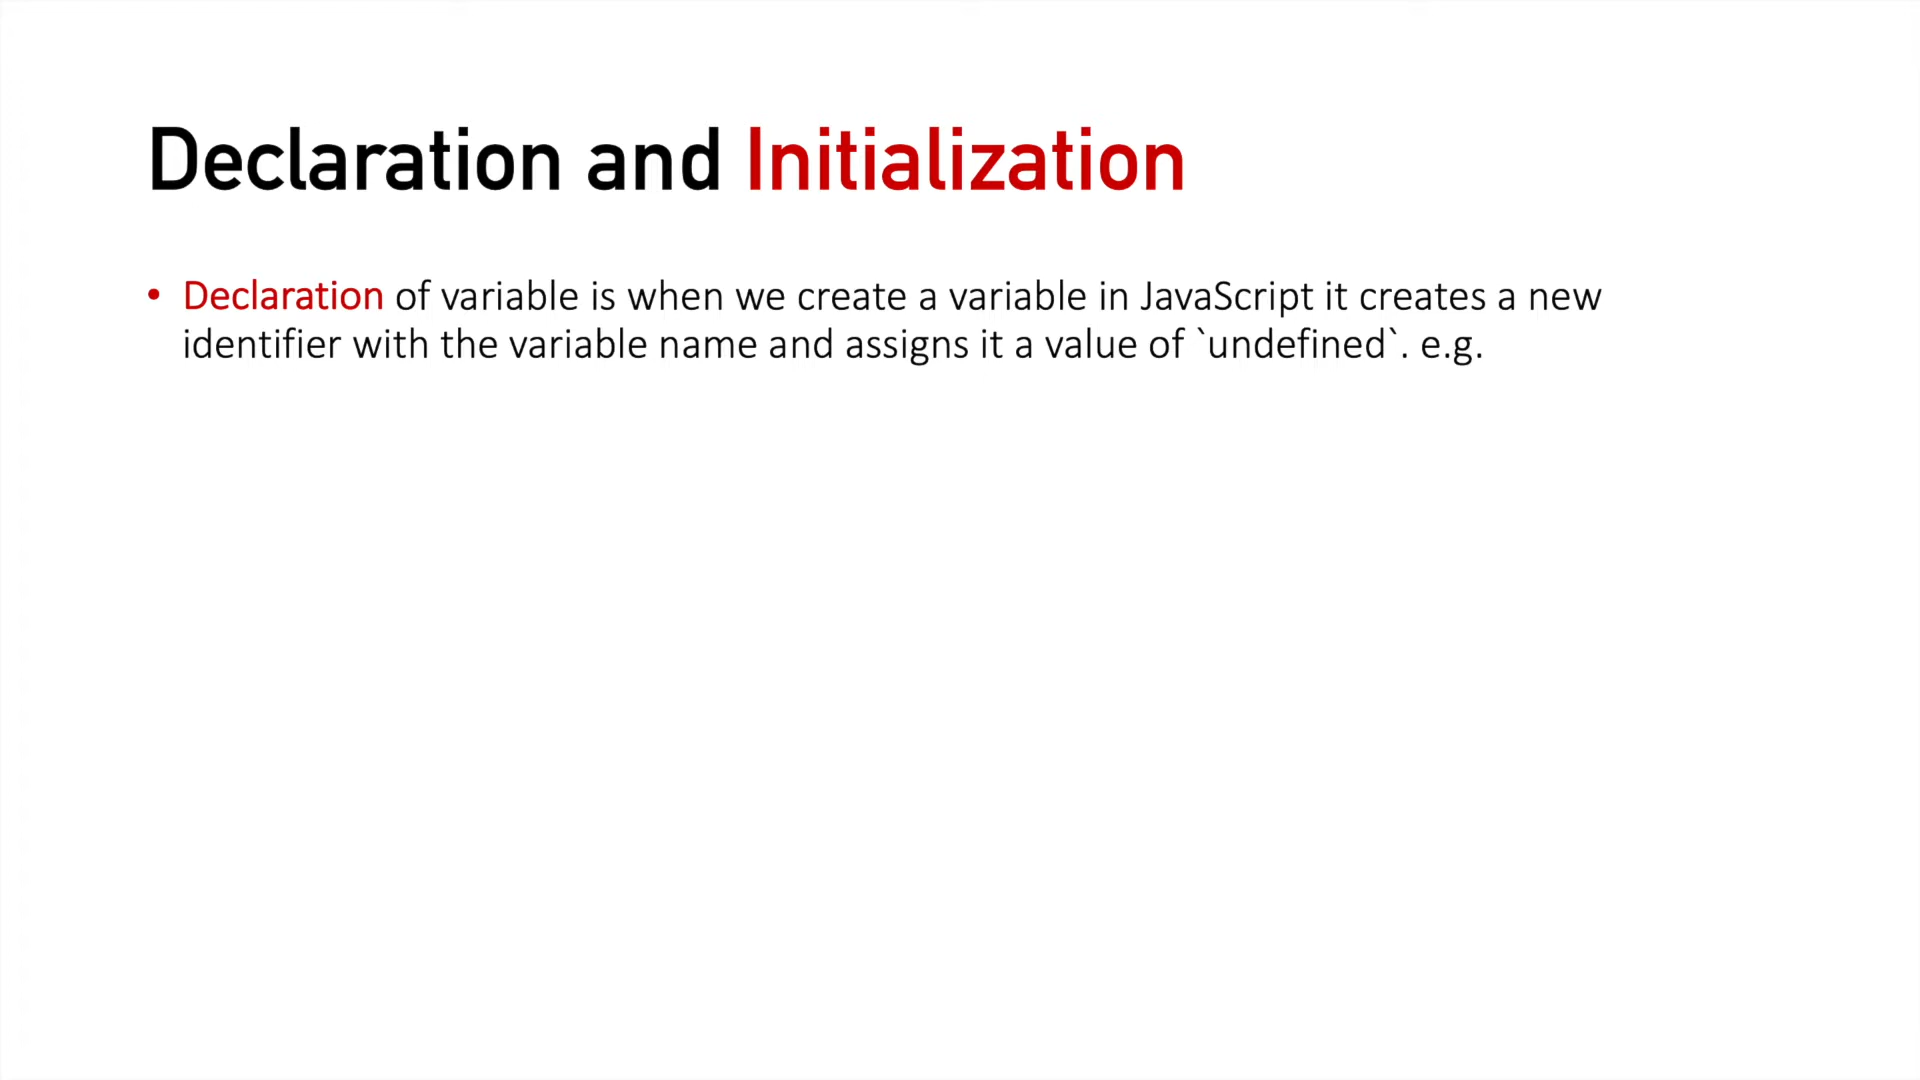 Declaration and Initialization
• Declaration of variable is when we create a variable in JavaScript it creates a new
identifier with the variable name and assigns it a value of `undefined`. e.g.